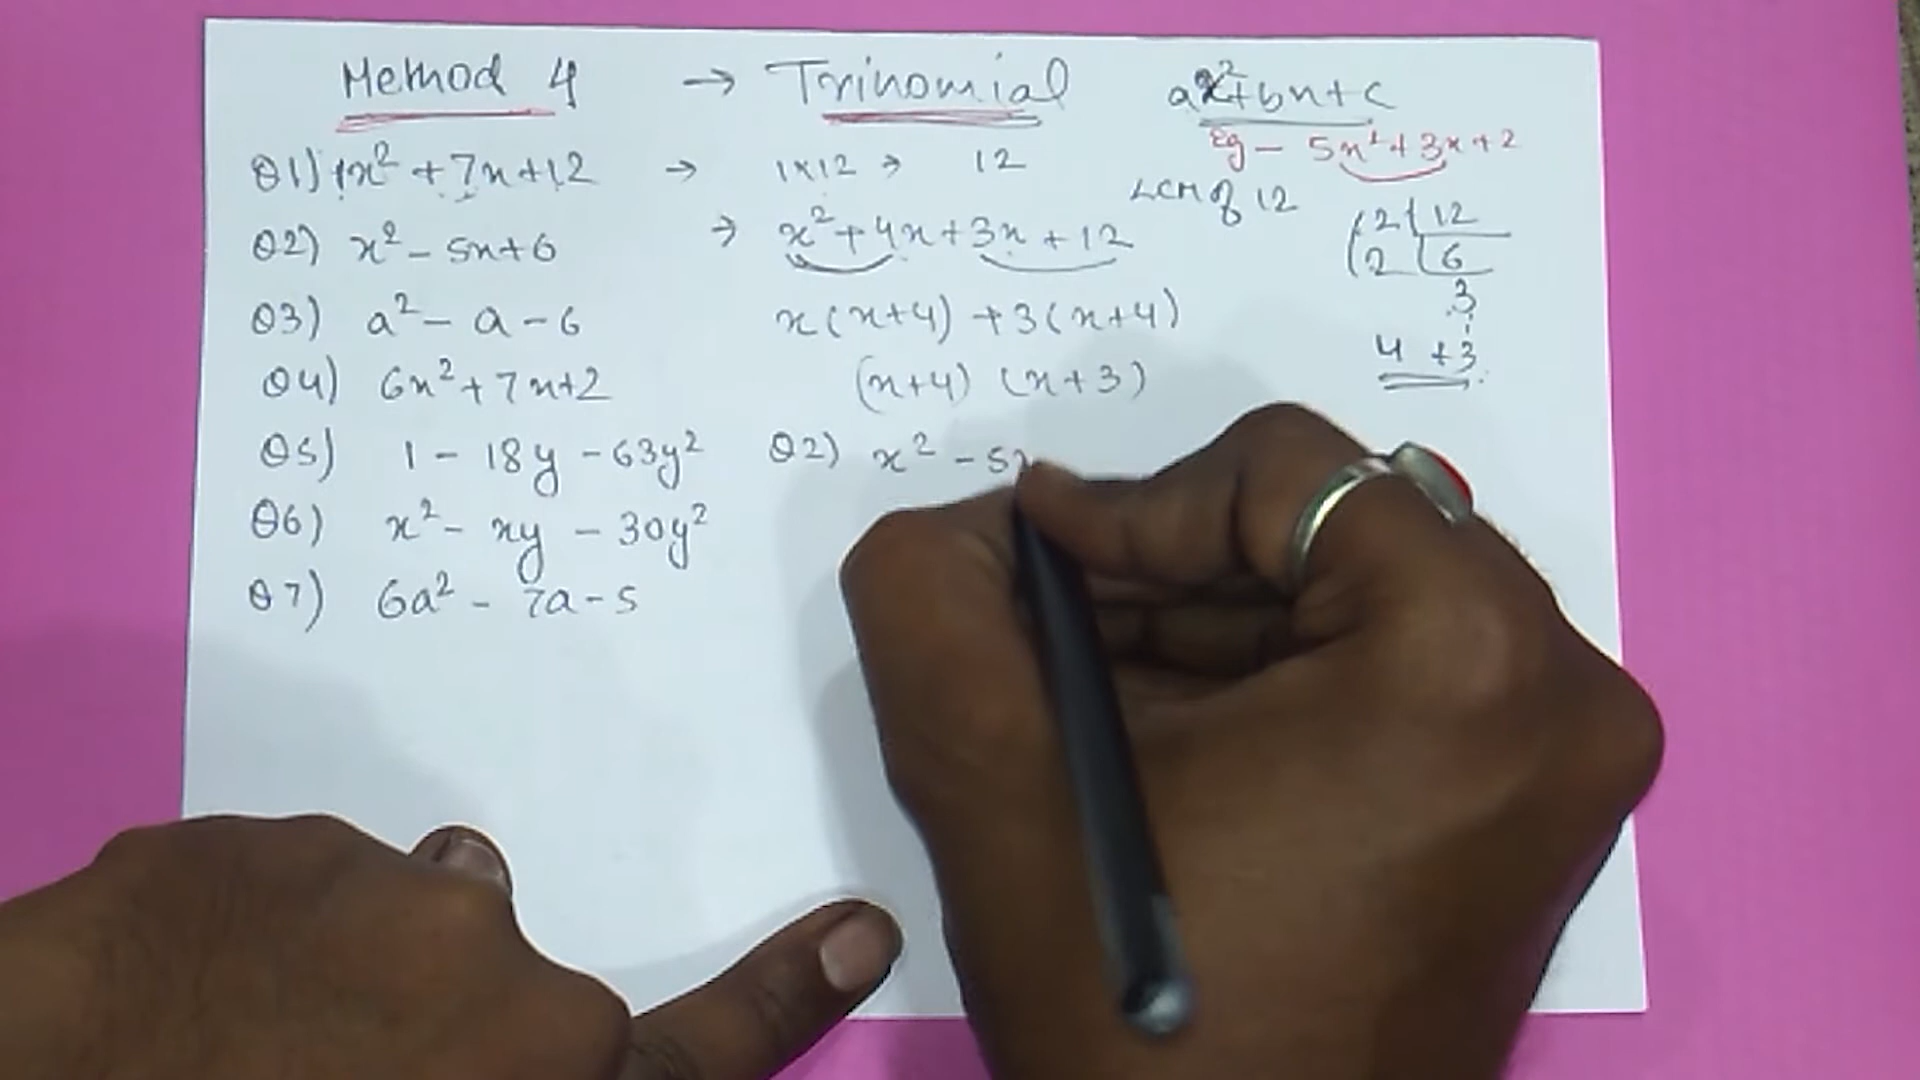 Method 4 → Trinomial ax²+bx+c
Eg – 5x²+3x+2
Q1) 1x²+7x+12 → 1×12 → 12
LCM of 12
2 | 12
2 | 6
3
4 +3
Q2) x² – 5x+6
→ x²+4x+3x+12
Q3) a² – a – 6
x(x+4) +3(x+4)
Q4) 6x²+7x+2
(x+4) (x+3)
Q5) 1 – 18y – 63y²
Q2) x² – 5x
Q6) x² – xy – 30y²
Q7) 6a² – 7a – 5